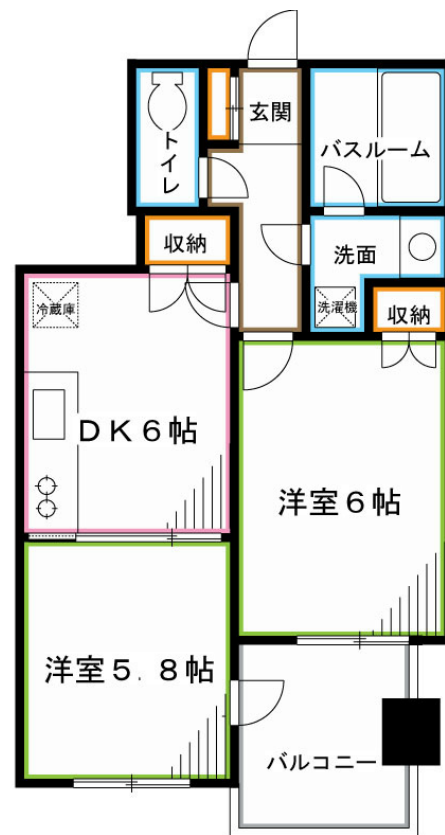 玄関
トイレ
バスルーム
収納
洗面
冷蔵庫
洗濯機
収納
DK6帖
洋室6帖
洋室5.8帖
バルコニー